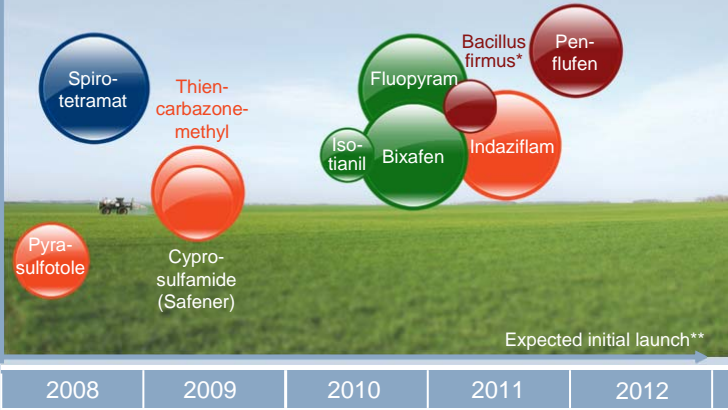 Spiro-
tetramat
Thien-
carbazone-
methyl
Pyra-
sulfotole
Cypro-
sulfamide
(Safener)
Fluopyram
Iso-
tianil
Bixafen
Bacillus
firmus*
Indaziflam
Pen-
flufen
Expected initial launch**
2008
2009
2010
2011
2012